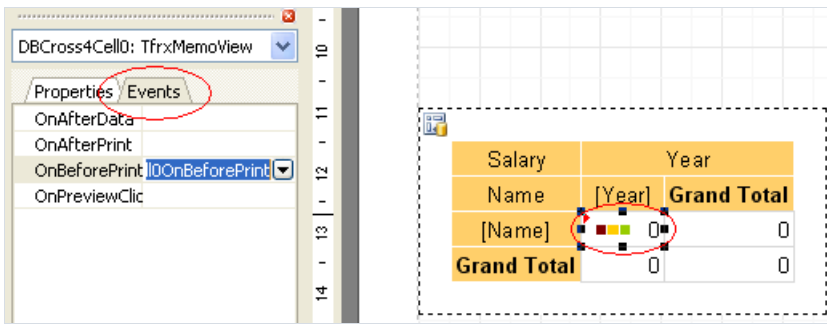 DBCross4Cell0: TfrxMemoView
Properties Events
OnAfterData
OnAfterPrint
OnBeforePrint ll0OnBeforePrint
OnPreviewClic
10
11
12
13
14
Salary Year
Name [Year] Grand Total
[Name] 0 0
Grand Total 0 0